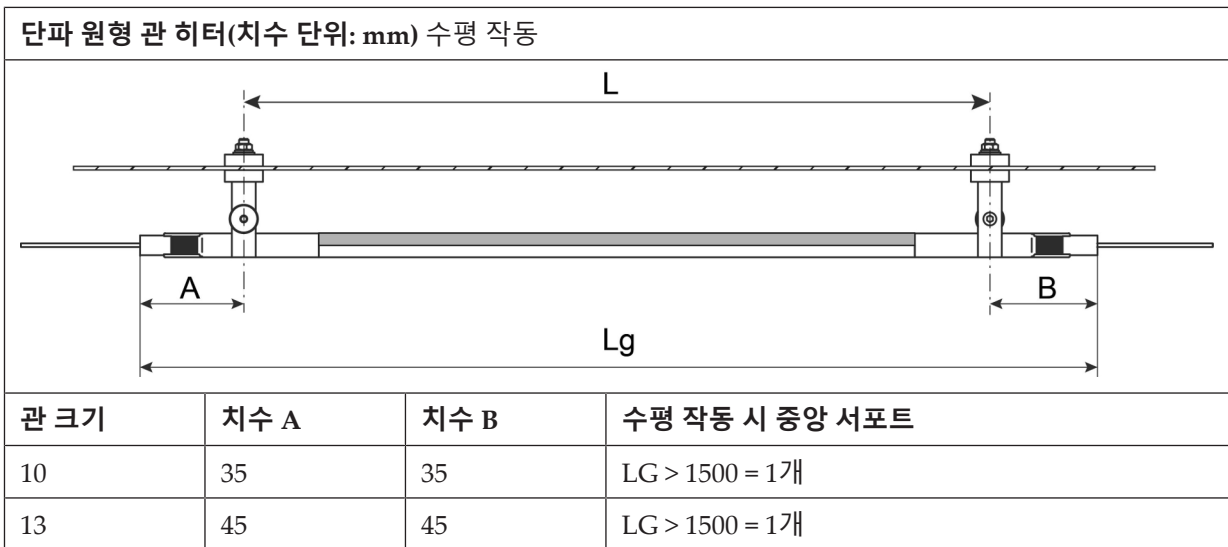 단파 원형 관 히터(치수 단위: mm) 수평 작동
L
A
B
Lg
관 크기 치수 A 치수 B 수평 작동 시 중앙 서포트
10 35 35 LG > 1500 = 1개
13 45 45 LG > 1500 = 1개